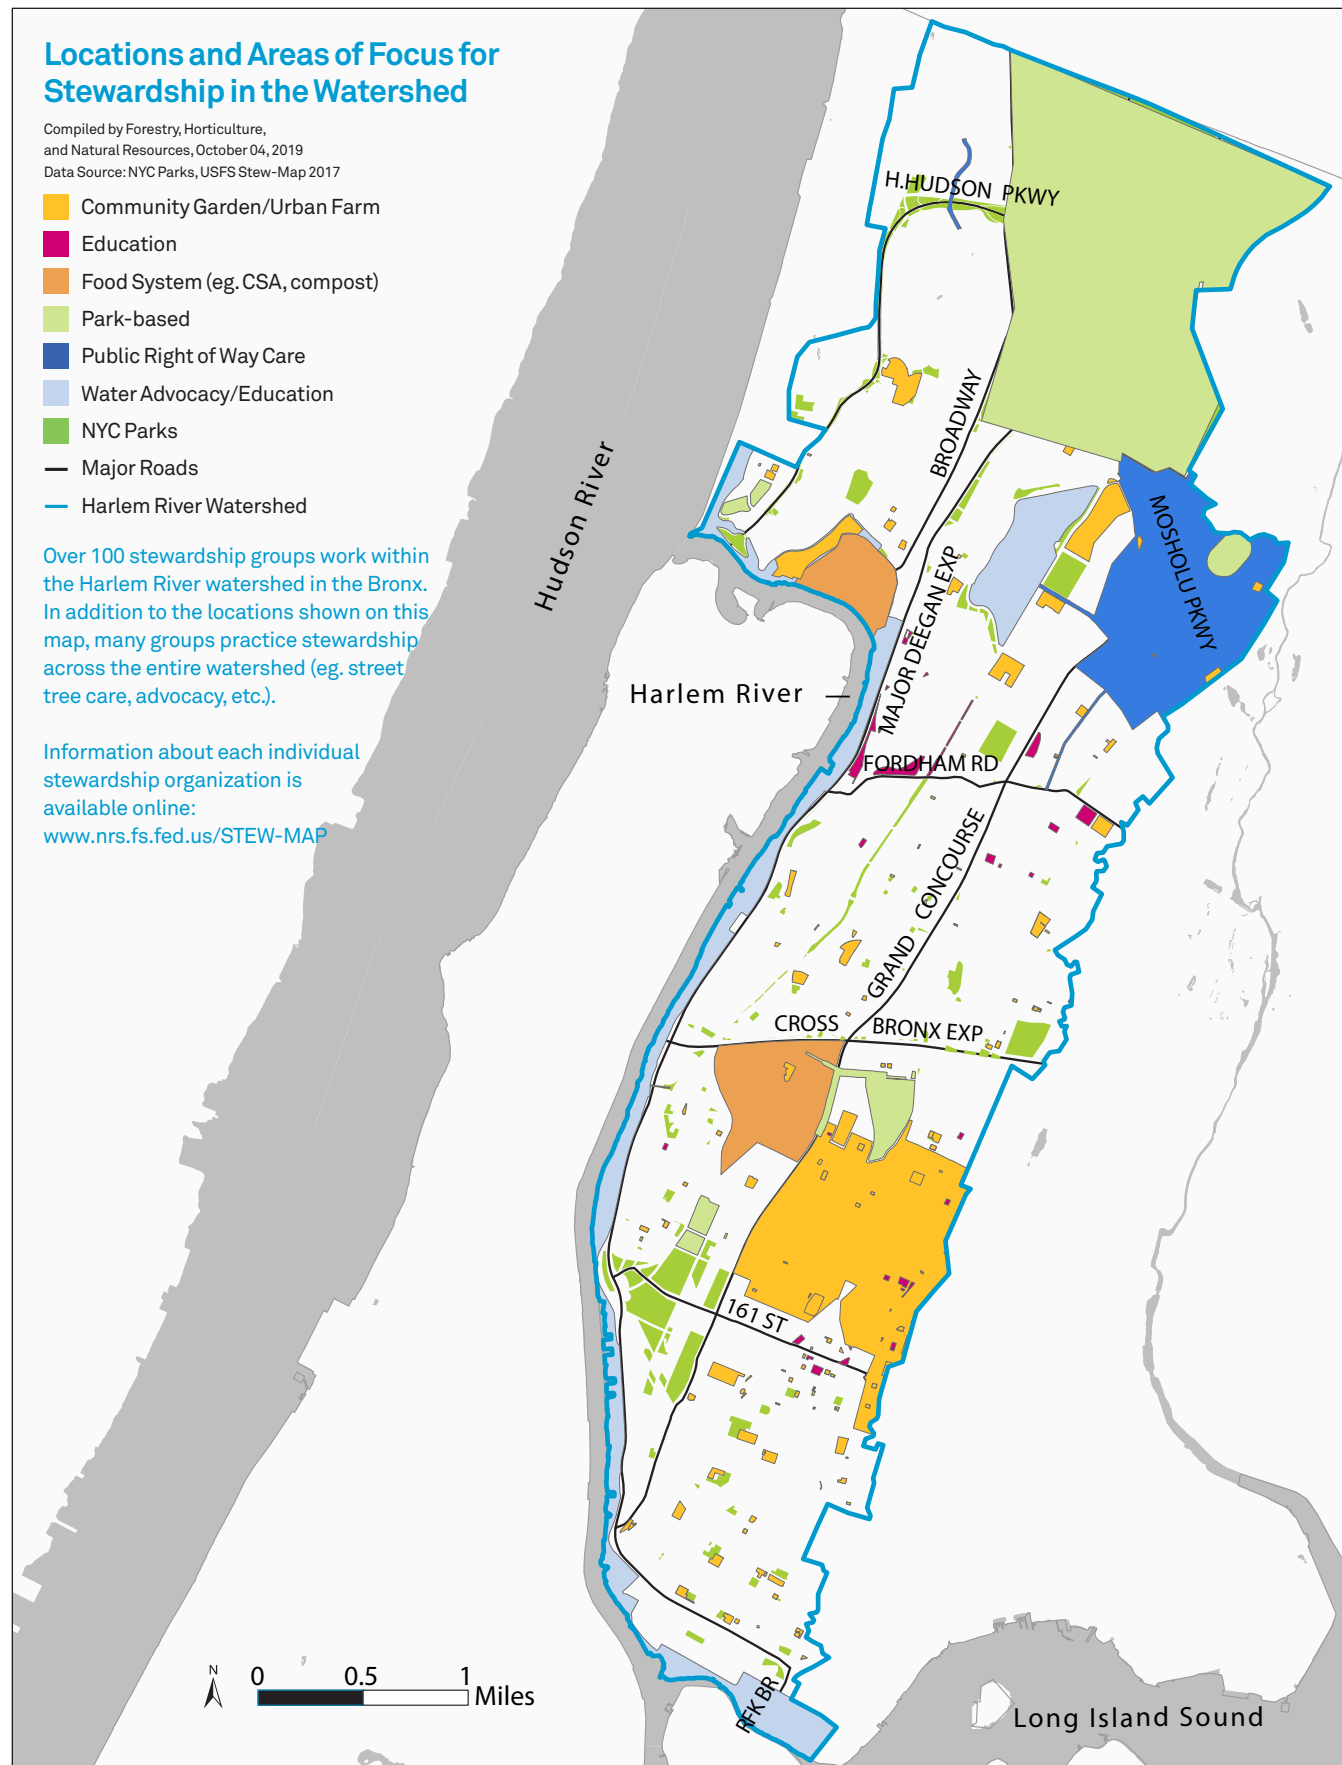 Locations and Areas of Focus for
Stewardship in the Watershed
Compiled by Forestry, Horticulture,
and Natural Resources, October 04, 2019
Data Source: NYC Parks, USFS Stew-Map 2017
Community Garden/Urban Farm
Education
Food System (eg. CSA, compost)
Park-based
Public Right of Way Care
Water Advocacy/Education
NYC Parks
Major Roads
Harlem River Watershed
Over 100 stewardship groups work within
the Harlem River watershed in the Bronx.
In addition to the locations shown on this
map, many groups practice stewardship
across the entire watershed (eg. street
tree care, advocacy, etc.).
Information about each individual
stewardship organization is
available online:
www.nrs.fs.fed.us/STEW-MAP
H.HUDSON PKWY
BROADWAY
MOSHOLU PKWY
Hudson River
MAJOR DEEGAN EXP
Harlem River
FORDHAM RD
GRAND CONCOURSE
CROSS BRONX EXP
161 ST
RFK BR
N
0 0.5 1
Miles
Long Island Sound